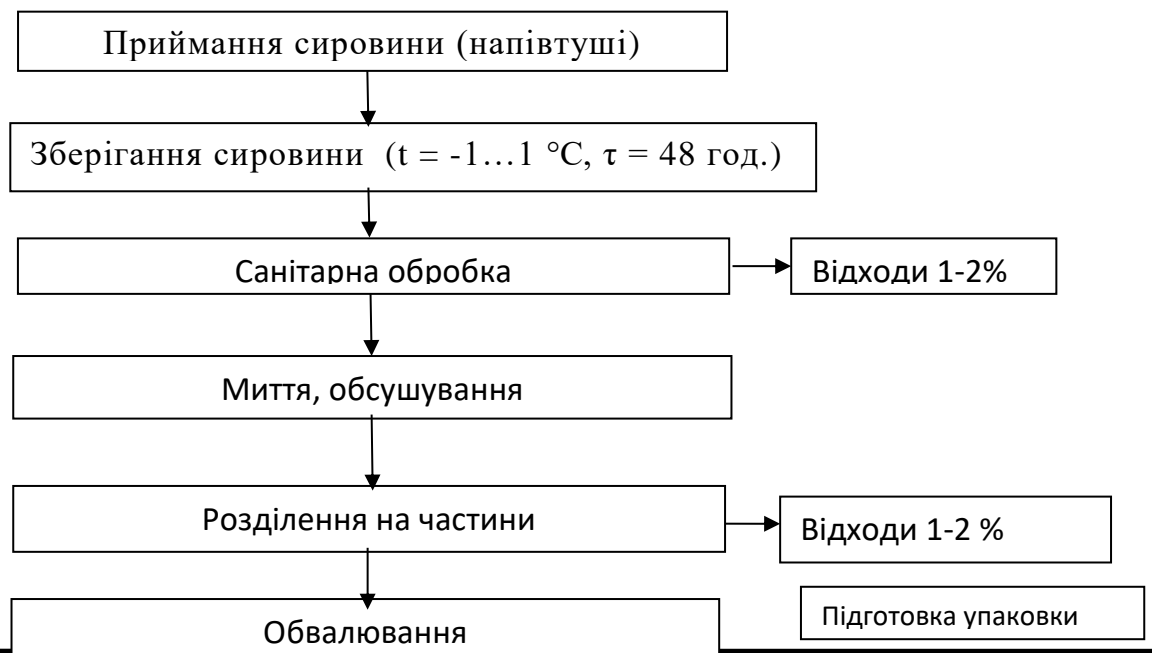 Приймання сировини (напівтуші)
Зберігання сировини (t = -1...1 °C, τ = 48 год.)
Санітарна обробка
Відходи 1-2%
Миття, обсушування
Розділення на частини
Відходи 1-2 %
Підготовка упаковки
Обвалювання